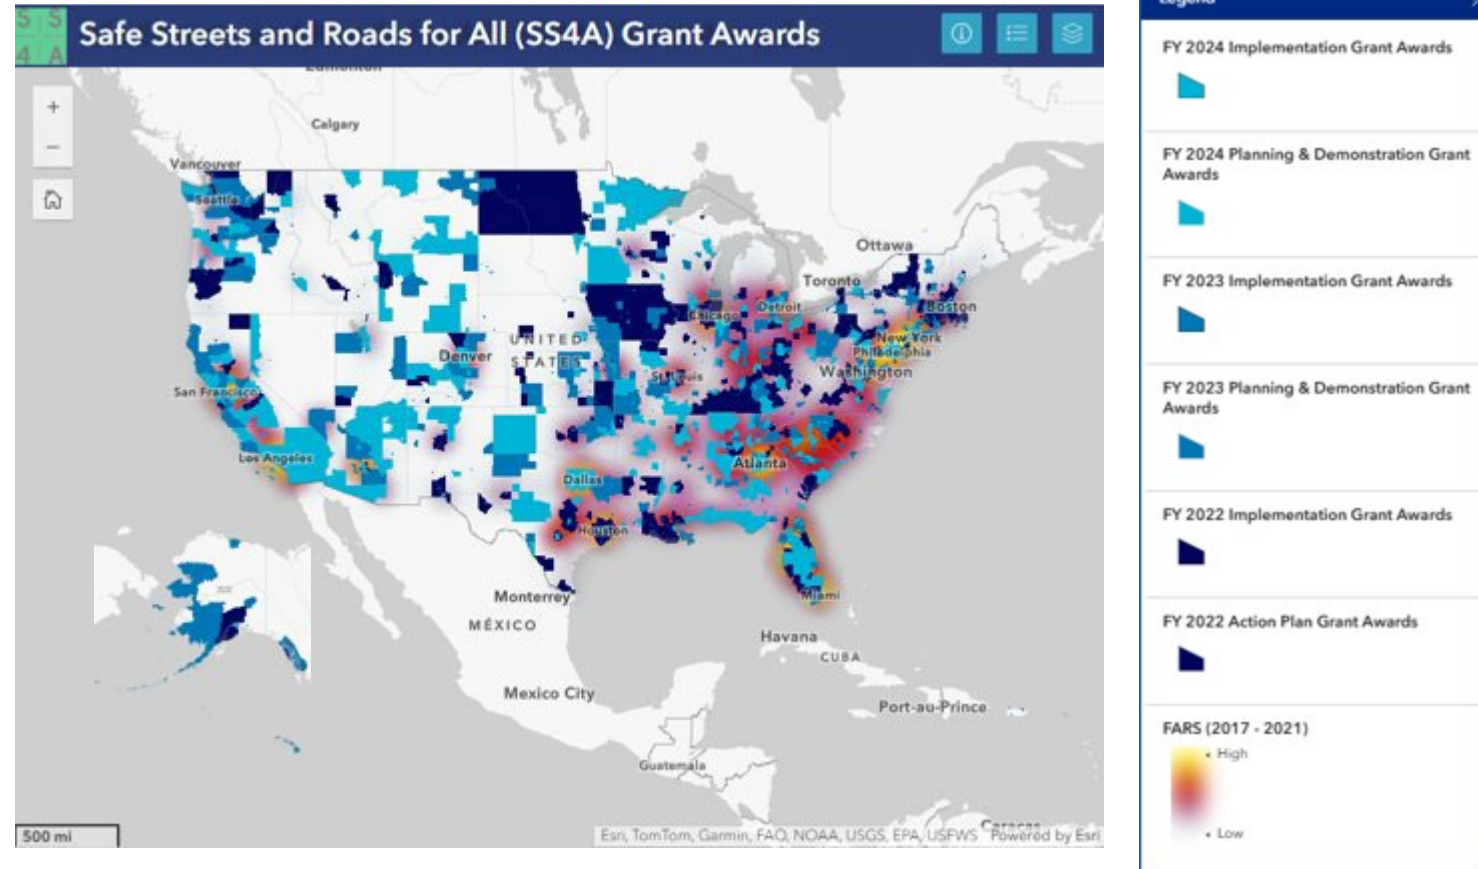 S S
4 A
Safe Streets and Roads for All (SS4A) Grant Awards
Edmonton
+
−
Calgary
Vancouver
Seattle
Ottawa
Toronto
Boston
Detroit
Chicago
New York
UNITED
STATES
Philadelphia
Denver
Washington
St. Louis
San Francisco
Los Angeles
Atlanta
Dallas
Houston
Monterrey
Miami
MÉXICO
Havana
CUBA
Mexico City
Port-au-Prince
Guatemala
Caracas
500 mi
Esri, TomTom, Garmin, FAO, NOAA, USGS, EPA, USFWS Powered by Esri
Legend
FY 2024 Implementation Grant Awards
FY 2024 Planning & Demonstration Grant
Awards
FY 2023 Implementation Grant Awards
FY 2023 Planning & Demonstration Grant
Awards
FY 2022 Implementation Grant Awards
FY 2022 Action Plan Grant Awards
FARS (2017 - 2021)
High
Low